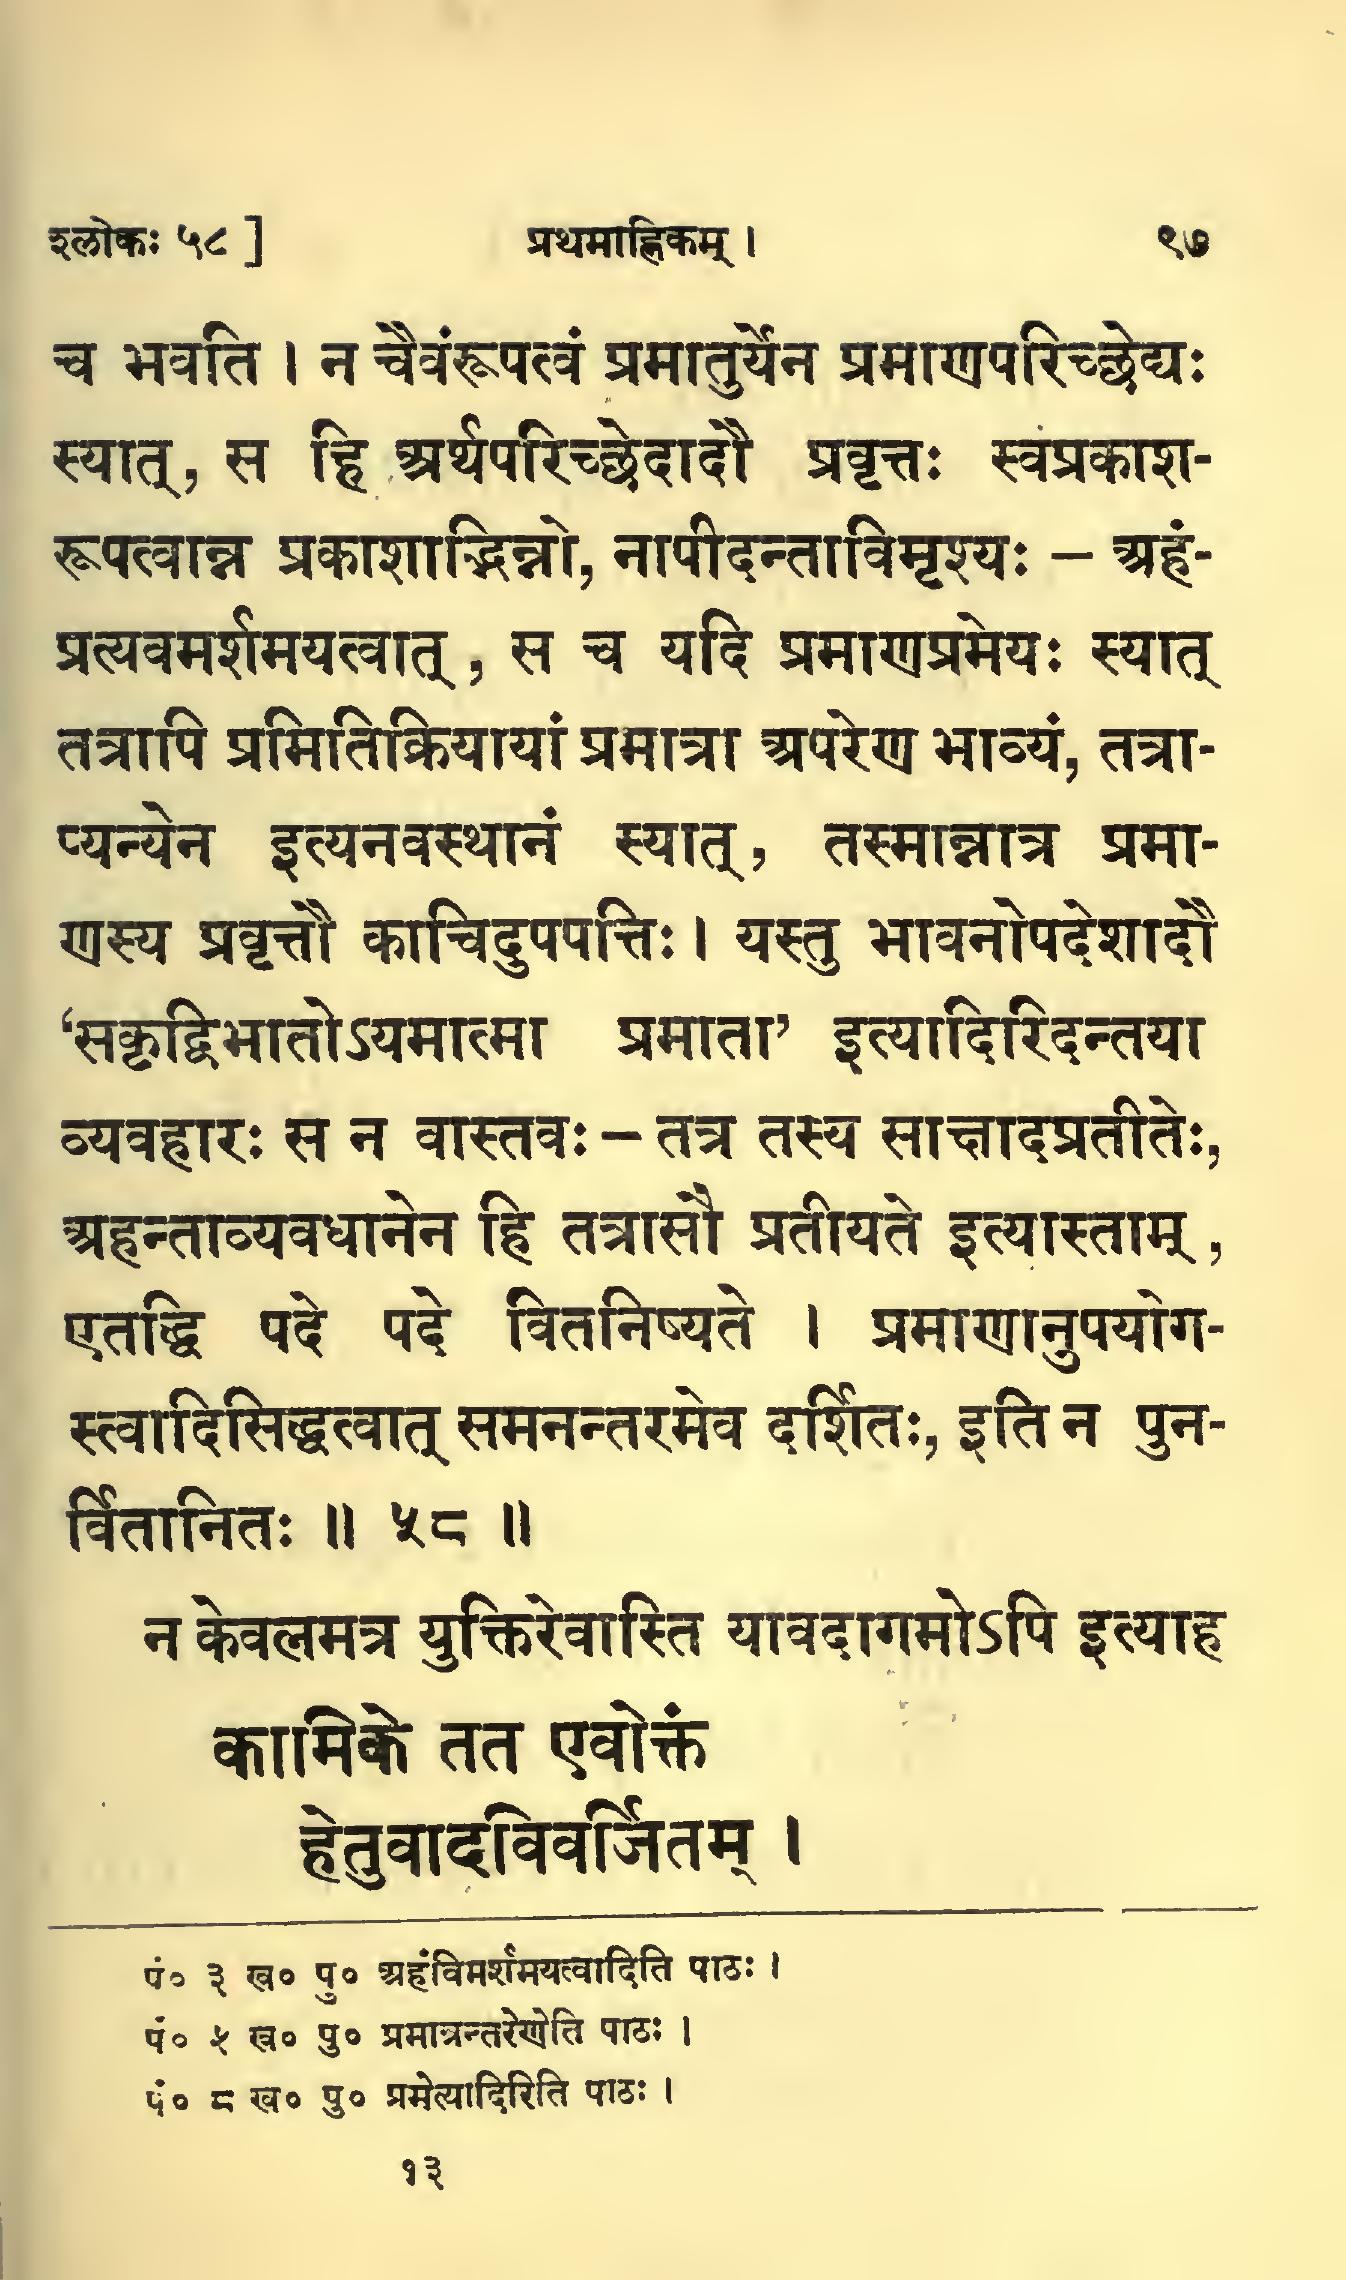 श्लोकः ५८ ] प्रथमाह्निकम् । ९७
च भवति । न चैवंरूपत्वं प्रमातुर्येन प्रमाणपरिच्छेद्यः
स्यात्, स हि अर्थपरिच्छेदादौ प्रवृत्तः स्वंप्रकाश-
रूपत्वान्न प्रकाशाद्भिन्नो, नापीदन्ताविमृश्यः – अहं-
प्रत्यवमर्शमयत्वात्, स च यदि प्रमाणप्रमेयः स्यात्
तत्रापि प्रमितिक्रियायां प्रमात्रा अपरेण भाव्यं, तत्रा-
प्यन्येन इत्यनवस्थानं स्यात्, तस्मान्नात्र प्रमा-
णस्य प्रवृत्तौ काचिदुपपत्तिः । यस्तु भावनोपदेशादौ
‘सकृद्विभातोऽयमात्मा प्रमाता’ इत्यादिरिदन्तया
व्यवहारः स न वास्तवः – तत्र तस्य साक्षादप्रतीतेः,
अहन्ताव्यवधानेन हि तत्रासौ प्रतीयते इत्यास्ताम्,
एतद्धि पदे पदे वितनिष्यते । प्रमाणानुपयोग-
स्त्वादिसिद्धत्वात् समनन्तरमेव दर्शितः, इति न पुन-
र्वितानितः ॥ ५८ ॥
न केवलमत्र युक्तिरेवास्ति यावदागमोऽपि इत्याह
कामिके तत एवोक्तं
हेतुवादविवर्जितम् ।
पं० ३ ख० पु० अहंविमर्शमयत्वादिति पाठः ।
पं० ५ ख० पु० प्रमात्रन्तरेणेति पाठः ।
पं० ८ ख० पु० प्रमेत्यादिरिति पाठः ।
१३